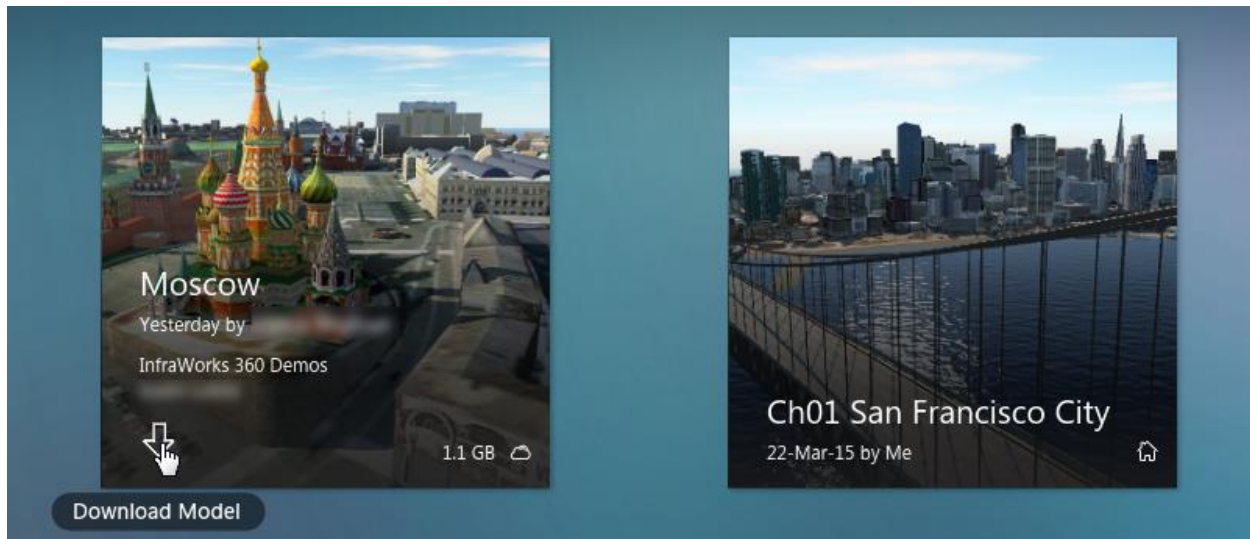 Moscow
Yesterday by
InfraWorks 360 Demos
1.1 GB
Download Model
Ch01 San Francisco City
22-Mar-15 by Me